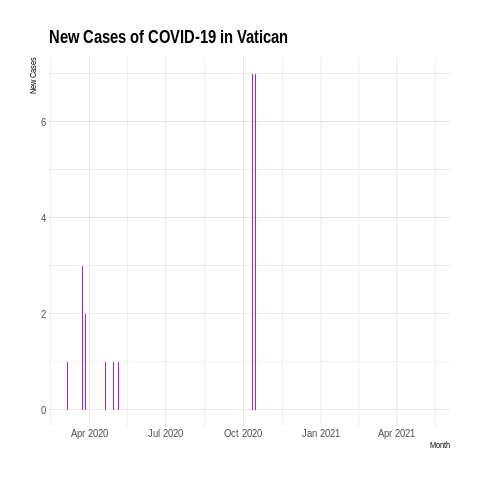 New Cases of COVID-19 in Vatican
New Cases
6
4
2
0
Apr 2020 Jul 2020 Oct 2020 Jan 2021 Apr 2021
Month